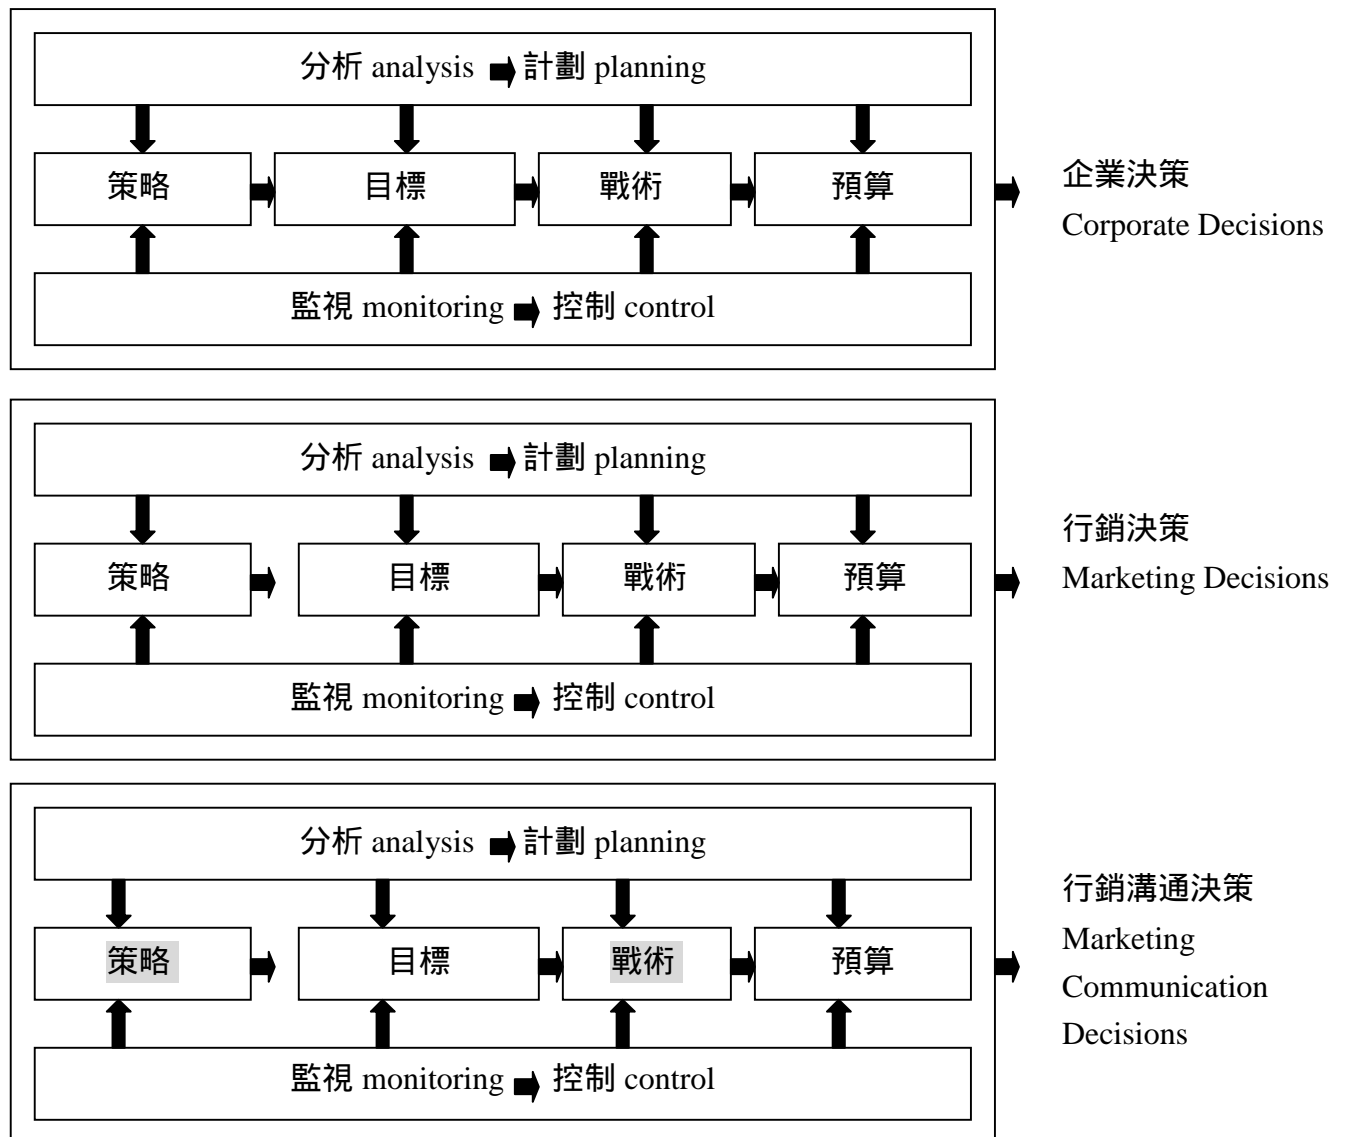 分析 analysis 計劃 planning
策略 目標 戰術 預算
監視 monitoring 控制 control
企業決策
Corporate Decisions
分析 analysis 計劃 planning
策略 目標 戰術 預算
監視 monitoring 控制 control
行銷決策
Marketing Decisions
分析 analysis 計劃 planning
策略 目標 戰術 預算
監視 monitoring 控制 control
行銷溝通決策
Marketing
Communication
Decisions